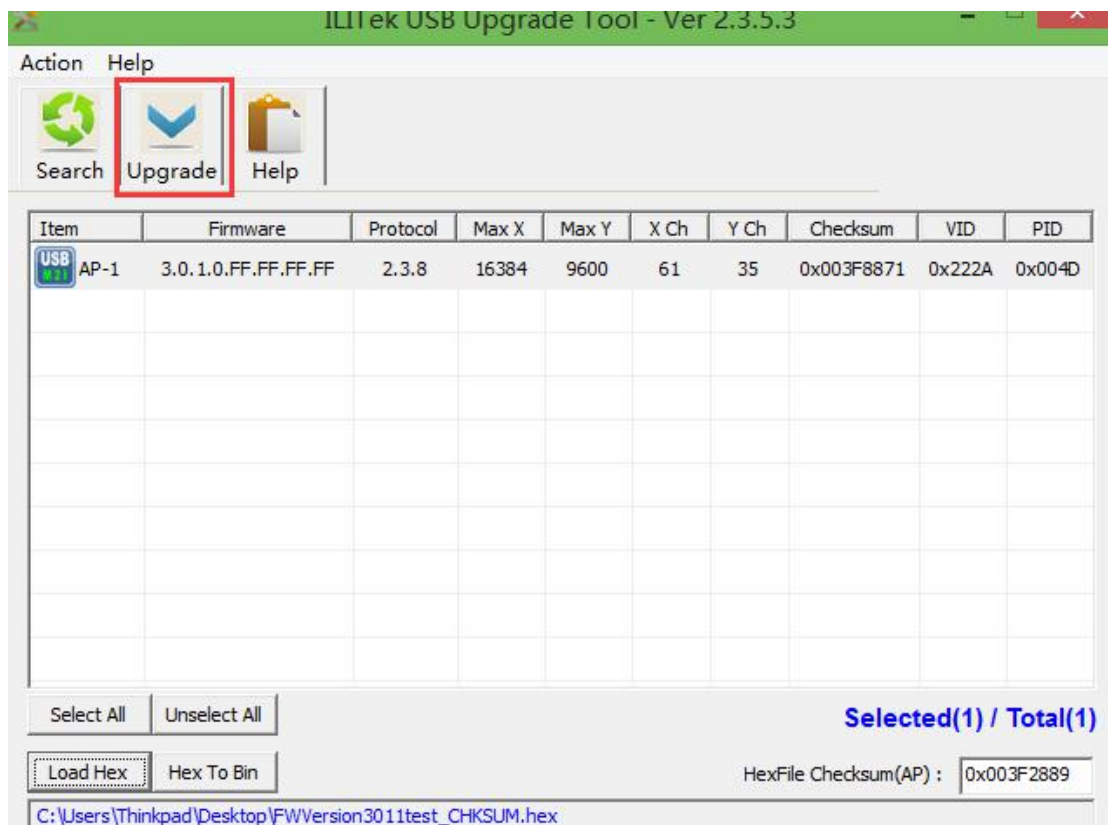 ILITek USB Upgrade Tool - Ver 2.3.5.3
Action Help
Search Upgrade Help
Item Firmware Protocol Max X Max Y X Ch Y Ch Checksum VID PID
USB M21 AP-1 3.0.1.0.FF.FF.FF.FF 2.3.8 16384 9600 61 35 0x003F8871 0x222A 0x004D
Select All Unselect All Selected(1) / Total(1)
Load Hex Hex To Bin HexFile Checksum(AP) : 0x003F2889
C:\Users\Thinkpad\Desktop\FWVersion3011test_CHKSUM.hex